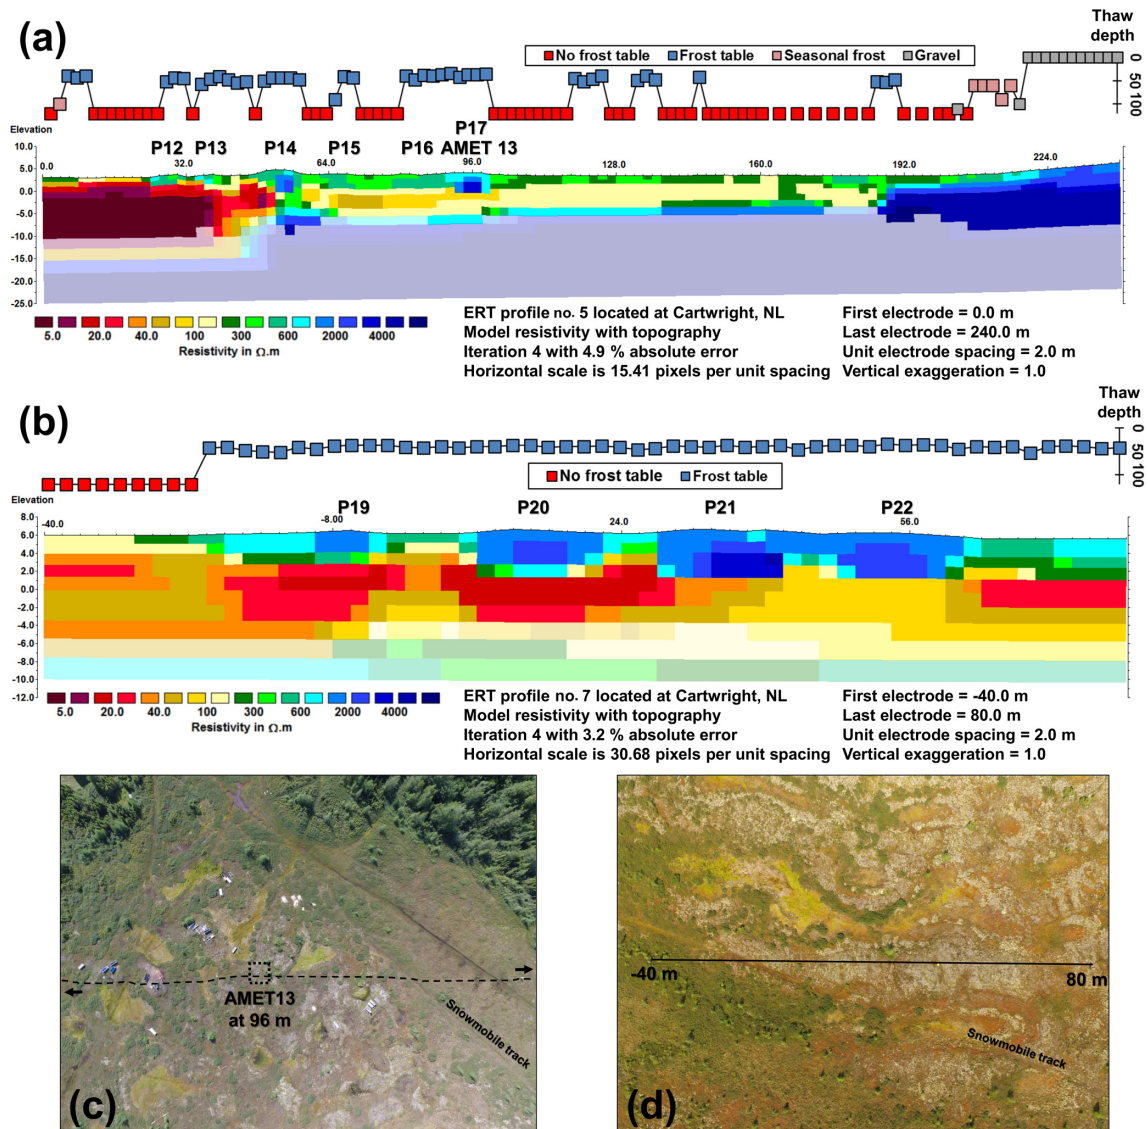 (a)
Thaw
depth
No frost table Frost table Seasonal frost Gravel
0
50
100
P17
P12 P13 P14 P15 P16 AMET 13
Elevation
0.0 32.0 64.0 96.0 128.0 160.0 192.0 224.0
10.0
5.0
0.0
-5.0
-10.0
-15.0
-20.0
-25.0
5.0 20.0 40.0 100 300 600 2000 4000
Resistivity in Ω.m
ERT profile no. 5 located at Cartwright, NL
Model resistivity with topography
Iteration 4 with 4.9 % absolute error
Horizontal scale is 15.41 pixels per unit spacing
First electrode = 0.0 m
Last electrode = 240.0 m
Unit electrode spacing = 2.0 m
Vertical exaggeration = 1.0
(b)
Thaw
depth
0
50
100
No frost table Frost table
Elevation
P19 P20 P21 P22
-40.0 -8.00 24.0 56.0
8.0
6.0
4.0
2.0
0.0
-2.0
-4.0
-6.0
-8.0
-10.0
-12.0
5.0 20.0 40.0 100 300 600 2000 4000
Resistivity in Ω.m
ERT profile no. 7 located at Cartwright, NL
Model resistivity with topography
Iteration 4 with 3.2 % absolute error
Horizontal scale is 30.68 pixels per unit spacing
First electrode = -40.0 m
Last electrode = 80.0 m
Unit electrode spacing = 2.0 m
Vertical exaggeration = 1.0
AMET13
at 96 m
Snowmobile track
(c)
-40 m
80 m
Snowmobile track
(d)